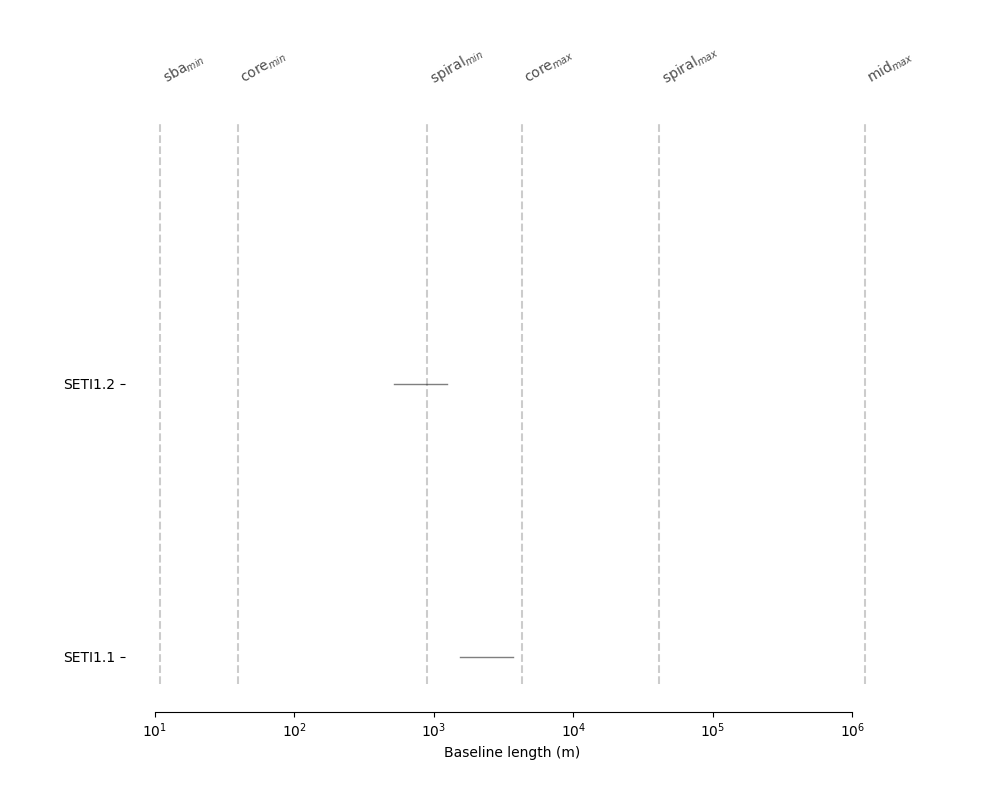 sba_min core_min spiral_min core_max spiral_max mid_max
SETI1.2
SETI1.1
10^1 10^2 10^3 10^4 10^5 10^6
Baseline length (m)